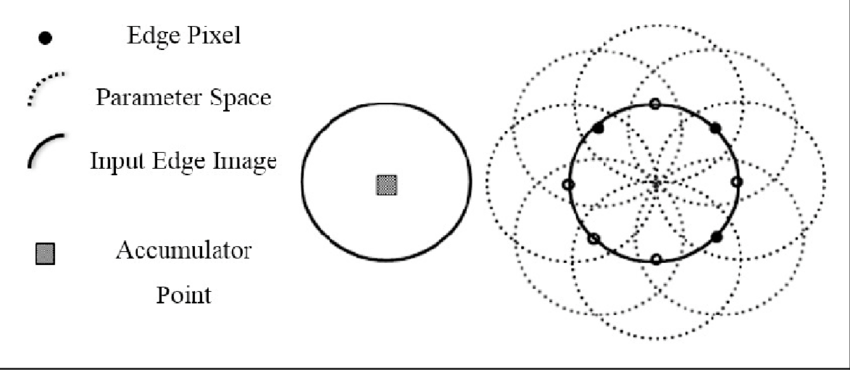 Edge Pixel
Parameter Space
Input Edge Image
Accumulator
Point